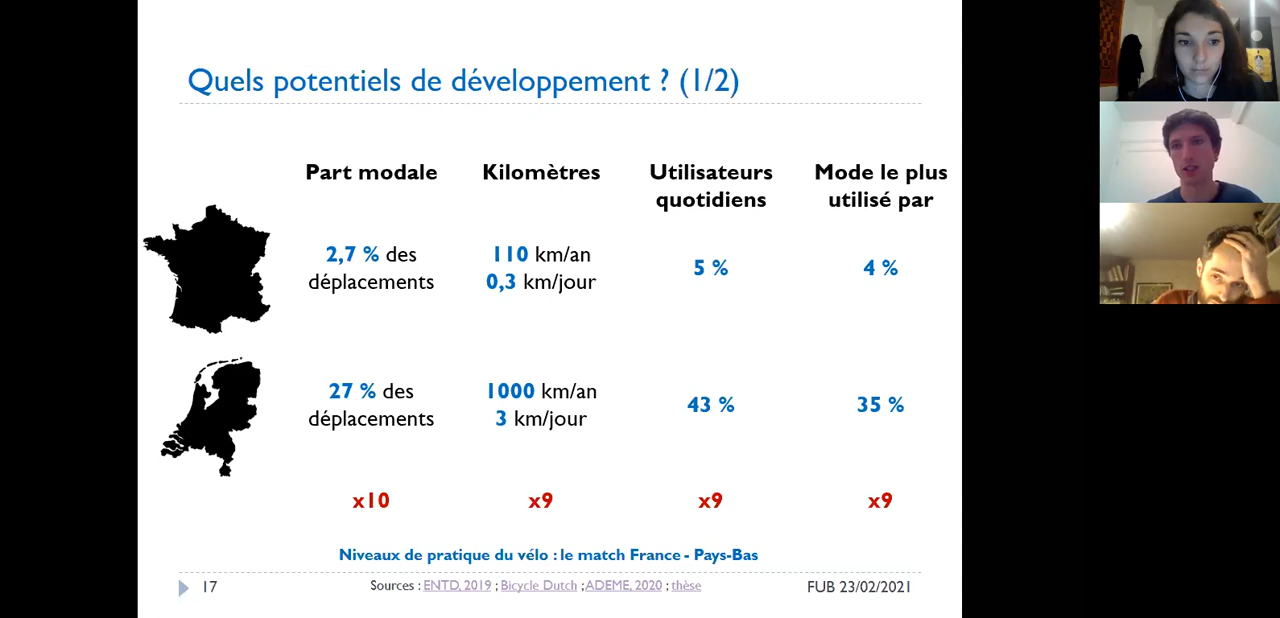 Quels potentiels de développement ? (1/2)
Part modale
Kilomètres
Utilisateurs
quotidiens
Mode le plus
utilisé par
2,7 % des
déplacements
110 km/an
0,3 km/jour
5 %
4 %
27 % des
déplacements
1000 km/an
3 km/jour
43 %
35 %
x10
x9
x9
x9
Niveaux de pratique du vélo : le match France - Pays-Bas
17
Sources : ENTD, 2019 ; Bicycle Dutch ; ADEME, 2020 ; thèse
FUB 23/02/2021